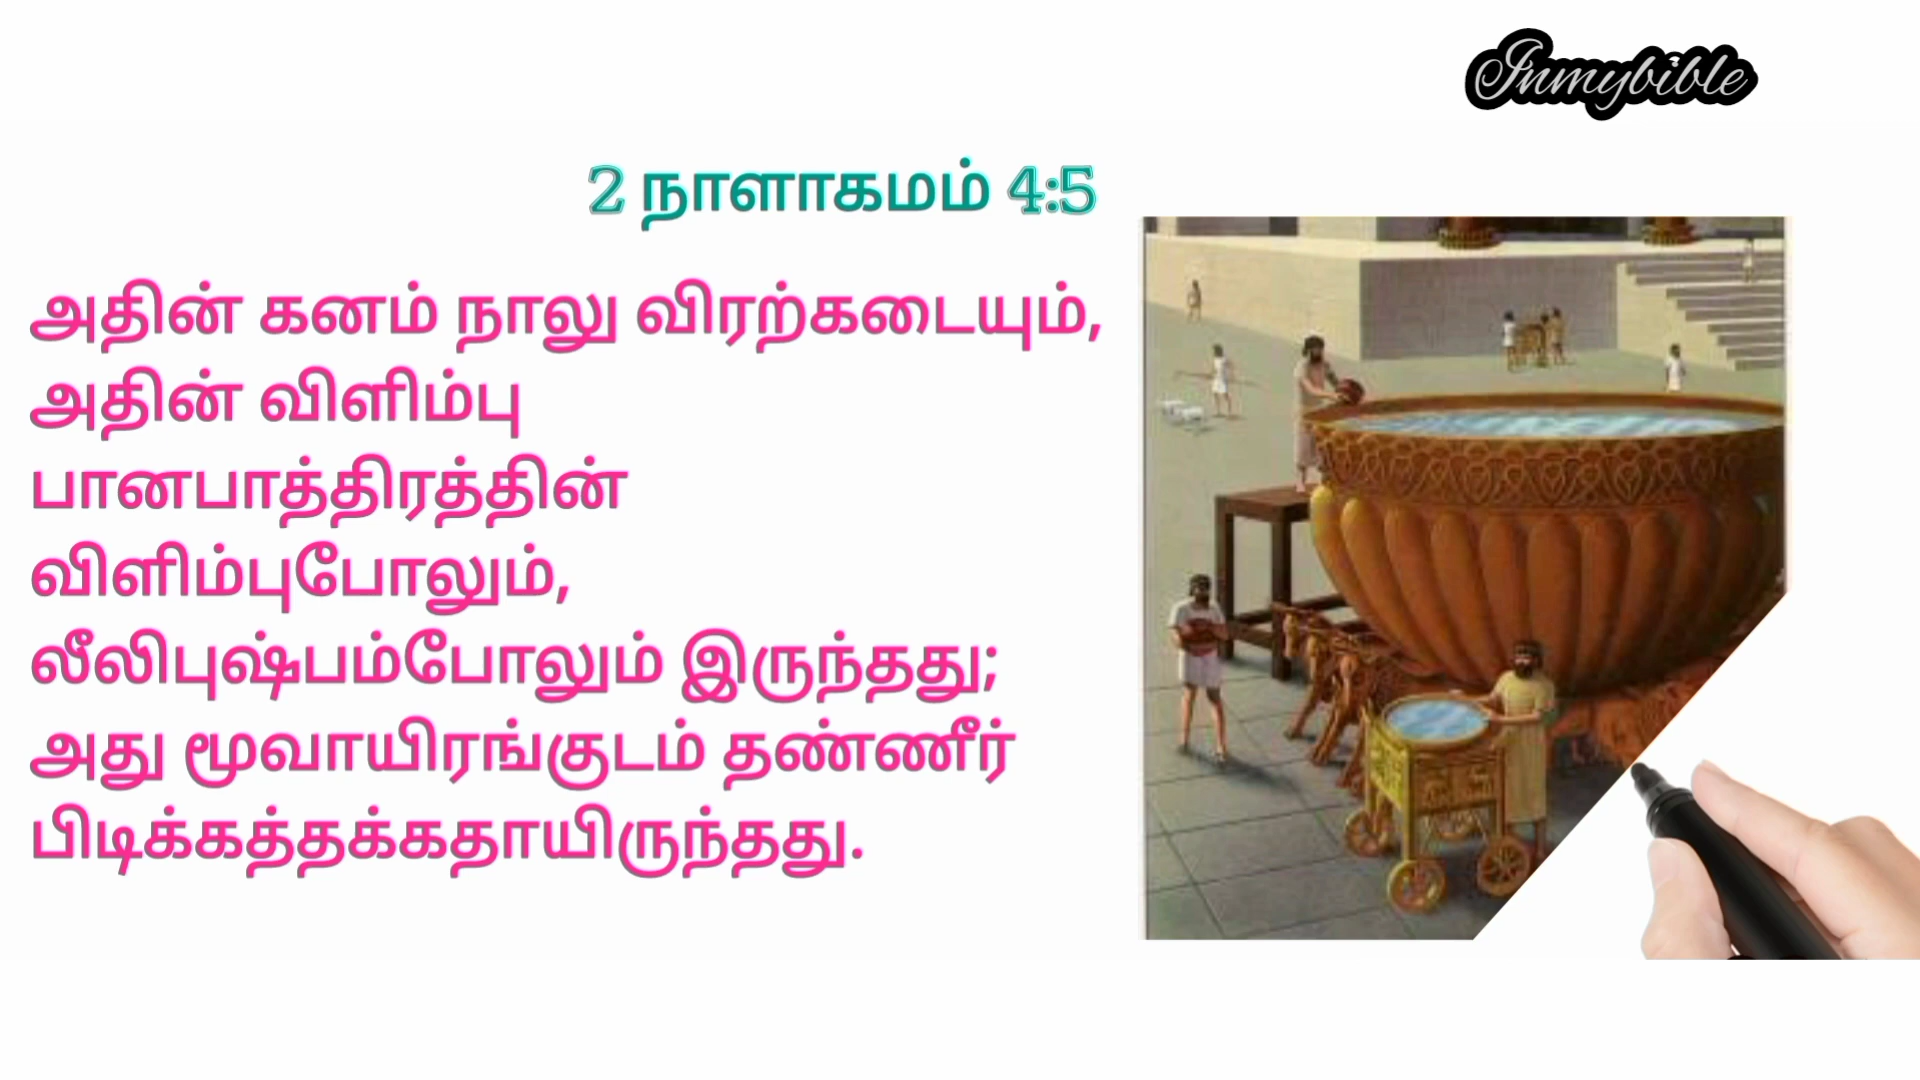 Inmybible
2 நாளாகமம் 4:5
அதின் கனம் நாலு விரற்கடையும்,
அதின் விளிம்பு
பானபாத்திரத்தின்
விளிம்புபோலும்,
லீலிபுஷ்பம்போலும் இருந்தது;
அது மூவாயிரங்குடம் தண்ணீர்
பிடிக்கத்தக்கதாயிருந்தது.